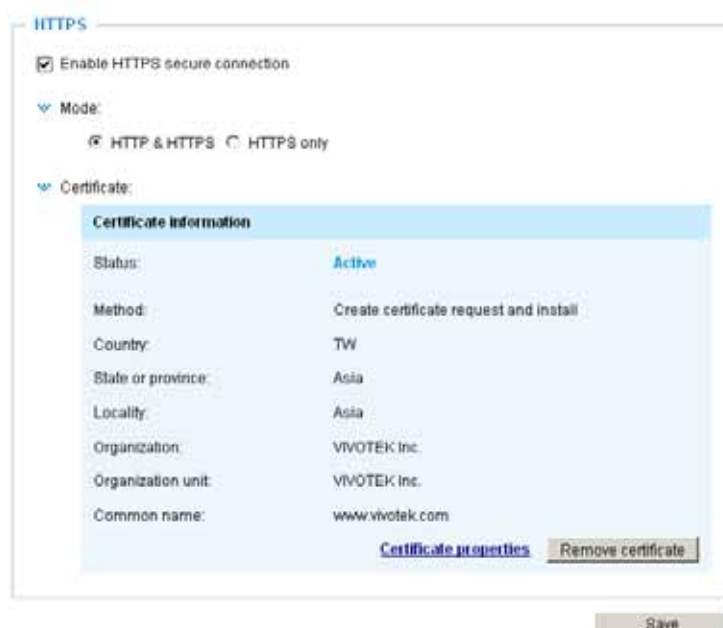 HTTPS
Enable HTTPS secure connection
Mode:
HTTP & HTTPS HTTPS only
Certificate:
Certificate information
Status: Active
Method: Create certificate request and install
Country: TW
State or province: Asia
Locality: Asia
Organization: VIVOTEK Inc.
Organization unit: VIVOTEK Inc.
Common name: www.vivotek.com
Certificate properties Remove certificate
Save